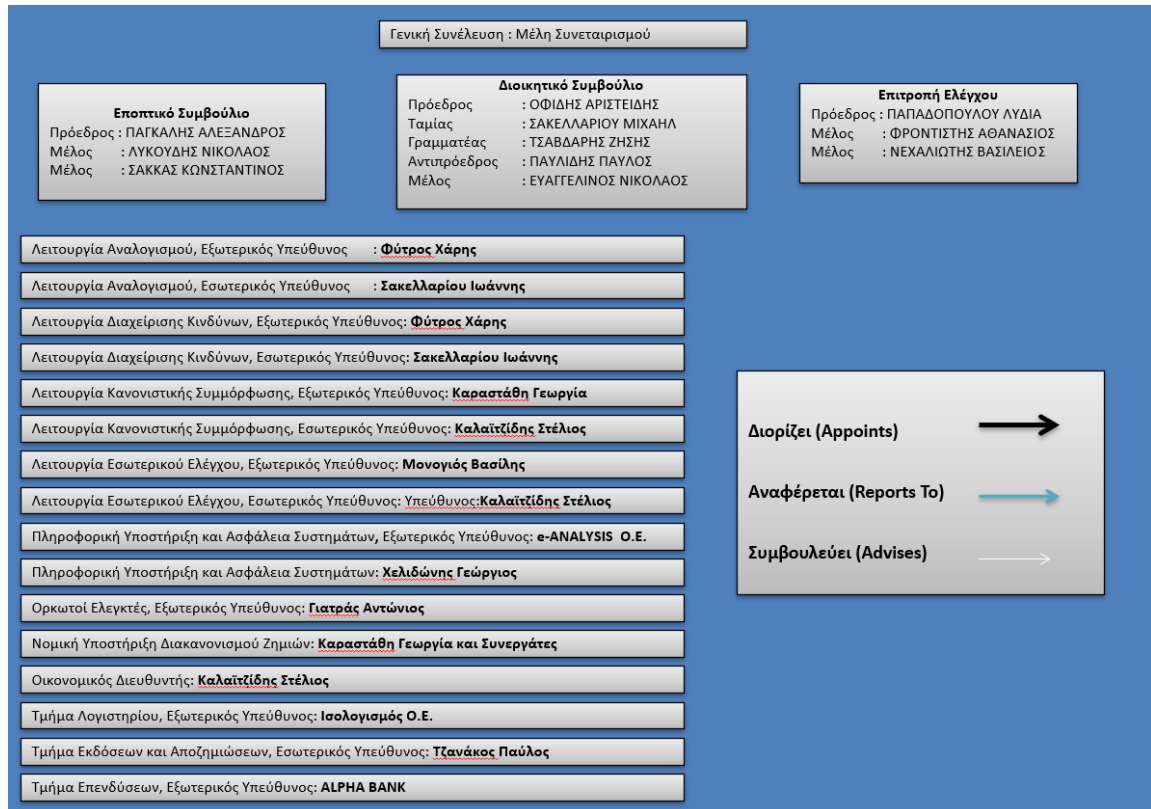 Γενική Συνέλευση : Μέλη Συνεταιρισμού
Εποπτικό Συμβούλιο
Πρόεδρος : ΠΑΓΚΑΛΗΣ ΑΛΕΞΑΝΔΡΟΣ
Μέλος : ΛΥΚΟΥΔΗΣ ΝΙΚΟΛΑΟΣ
Μέλος : ΣΑΚΚΑΣ ΚΩΝΣΤΑΝΤΙΝΟΣ
Διοικητικό Συμβούλιο
Πρόεδρος : ΟΦΙΔΗΣ ΑΡΙΣΤΕΙΔΗΣ
Ταμίας : ΣΑΚΕΛΛΑΡΙΟΥ ΜΙΧΑΗΛ
Γραμματέας : ΤΣΑΒΔΑΡΗΣ ΖΗΣΗΣ
Αντιπρόεδρος : ΠΑΥΛΙΔΗΣ ΠΑΥΛΟΣ
Μέλος : ΕΥΑΓΓΕΛΙΝΟΣ ΝΙΚΟΛΑΟΣ
Επιτροπή Ελέγχου
Πρόεδρος : ΠΑΠΑΔΟΠΟΥΛΟΥ ΛΥΔΙΑ
Μέλος : ΦΡΟΝΤΙΣΤΗΣ ΑΘΑΝΑΣΙΟΣ
Μέλος : ΝΕΧΑΛΙΩΤΗΣ ΒΑΣΙΛΕΙΟΣ
Λειτουργία Αναλογισμού, Εξωτερικός Υπεύθυνος : Φύτρος Χάρης
Λειτουργία Αναλογισμού, Εσωτερικός Υπεύθυνος : Σακελλαρίου Ιωάννης
Λειτουργία Διαχείρισης Κινδύνων, Εξωτερικός Υπεύθυνος: Φύτρος Χάρης
Λειτουργία Διαχείρισης Κινδύνων, Εσωτερικός Υπεύθυνος: Σακελλαρίου Ιωάννης
Λειτουργία Κανονιστικής Συμμόρφωσης, Εξωτερικός Υπεύθυνος: Καραστάθη Γεωργία
Λειτουργία Κανονιστικής Συμμόρφωσης, Εσωτερικός Υπεύθυνος: Καλαϊτζίδης Στέλιος
Λειτουργία Εσωτερικού Ελέγχου, Εξωτερικός Υπεύθυνος: Μονογιός Βασίλης
Λειτουργία Εσωτερικού Ελέγχου, Εσωτερικός Υπεύθυνος: Υπεύθυνος:Καλαϊτζίδης Στέλιος
Πληροφορική Υποστήριξη και Ασφάλεια Συστημάτων, Εξωτερικός Υπεύθυνος: e-ANALYSIS Ο.Ε.
Πληροφορική Υποστήριξη και Ασφάλεια Συστημάτων: Χελιδώνης Γεώργιος
Ορκωτοί Ελεγκτές, Εξωτερικός Υπεύθυνος: Γιατράς Αντώνιος
Νομική Υποστήριξη Διακανονισμού Ζημιών: Καραστάθη Γεωργία και Συνεργάτες
Οικονομικός Διευθυντής: Καλαϊτζίδης Στέλιος
Τμήμα Λογιστηρίου, Εξωτερικός Υπεύθυνος: Ισολογισμός Ο.Ε.
Τμήμα Εκδόσεων και Αποζημιώσεων, Εσωτερικός Υπεύθυνος: Τζανάκος Παύλος
Τμήμα Επενδύσεων, Εξωτερικός Υπεύθυνος: ALPHA BANK
Διορίζει (Appoints)
Αναφέρεται (Reports To)
Συμβουλεύει (Advises)